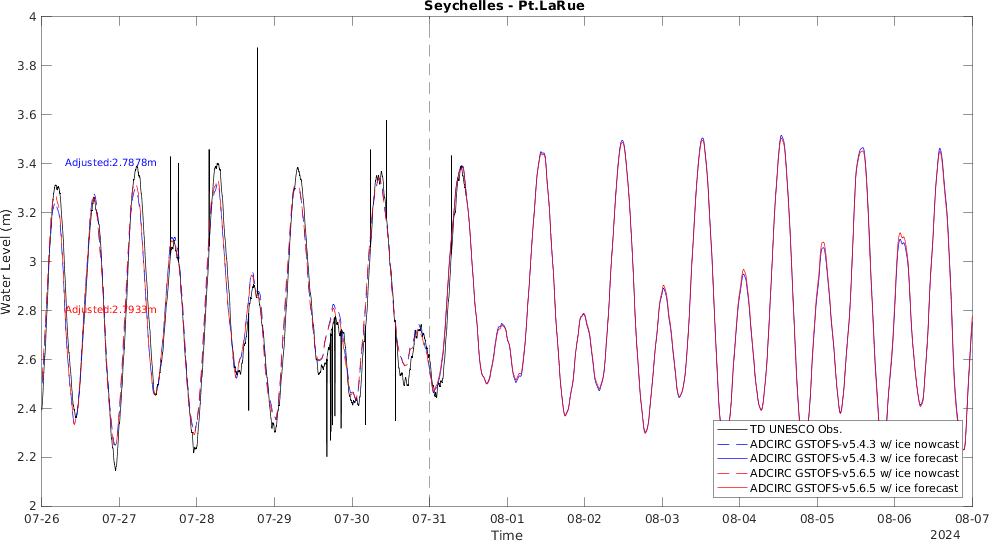 Seychelles - Pt.LaRue
4
3.8
3.6
3.4
3.2
3
2.8
2.6
2.4
2.2
2
Water Level (m)
Adjusted:2.7878m
Adjusted:2.7933m
TD UNESCO Obs.
ADCIRC GSTOFS-v5.4.3 w/ ice nowcast
ADCIRC GSTOFS-v5.4.3 w/ ice forecast
ADCIRC GSTOFS-v5.6.5 w/ ice nowcast
ADCIRC GSTOFS-v5.6.5 w/ ice forecast
07-26 07-27 07-28 07-29 07-30 07-31 08-01 08-02 08-03 08-04 08-05 08-06 08-07
Time
2024